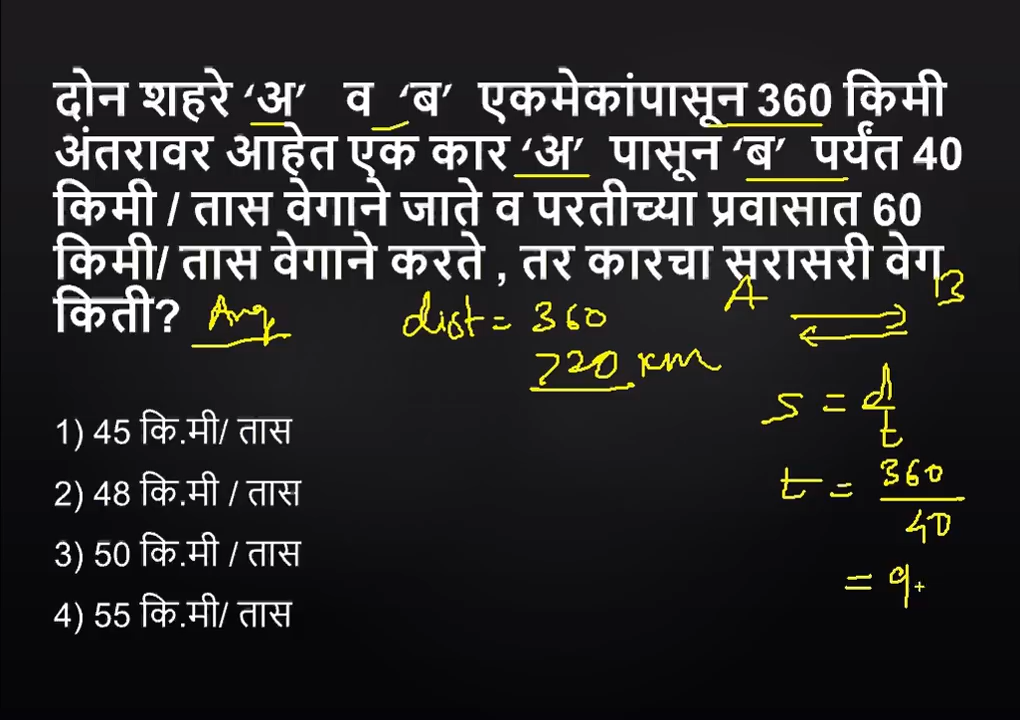 दोन शहरे ‘अ’ व ‘ब’ एकमेकांपासून 360 किमी
अंतरावर आहेत एक कार ‘अ’ पासून ‘ब’ पर्यंत 40
किमी / तास वेगाने जाते व परतीच्या प्रवासात 60
किमी/ तास वेगाने करते , तर कारचा सरासरी वेग
किती?
Avg
dist = 360
720 km
A B
s = d/t
t = 360/40
= 9
1) 45 कि.मी/ तास
2) 48 कि.मी / तास
3) 50 कि.मी / तास
4) 55 कि.मी/ तास